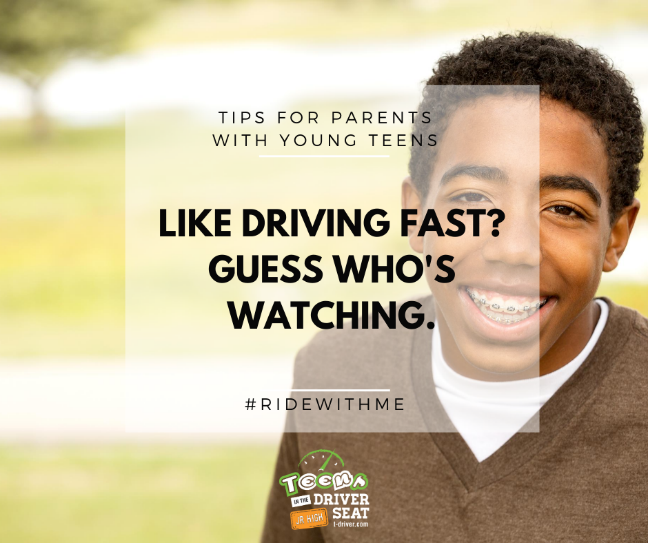 TIPS FOR PARENTS
WITH YOUNG TEENS
LIKE DRIVING FAST?
GUESS WHO'S
WATCHING.
#RIDEWITHME
TEENS
IN THE DRIVER
SEAT
JR. HIGH
t-driver.com